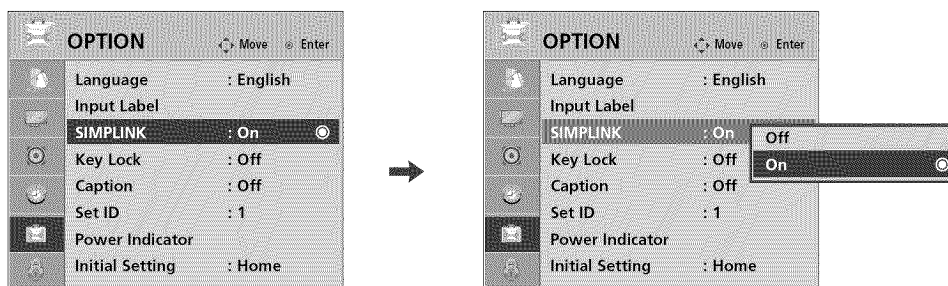 OPTION Move Enter
Language : English
Input Label
SIMPLINK : On
Key Lock : Off
Caption : Off
Set ID : 1
Power Indicator
Initial Setting : Home
OPTION Move Enter
Language : English
Input Label
SIMPLINK : On
Key Lock : Off
Caption : Off
Set ID : 1
Power Indicator
Initial Setting : Home
Off
On